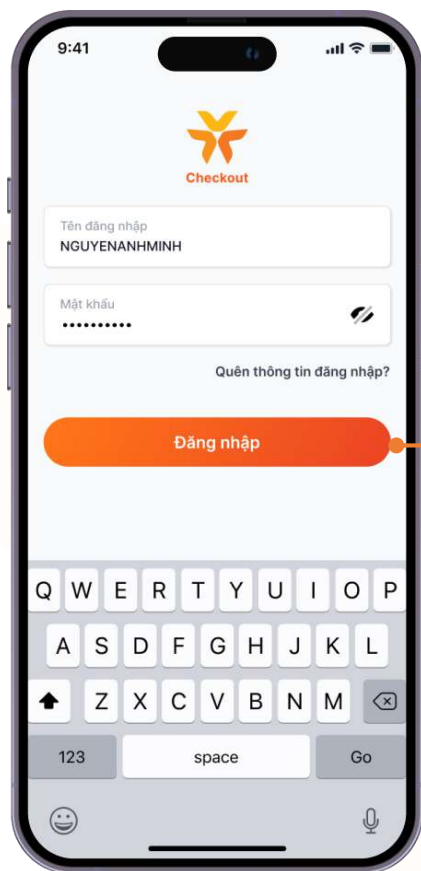 9:41
Checkout
Tên đăng nhập
NGUYENANHMINH
Mật khẩu
••••••••••
Quên thông tin đăng nhập?
Đăng nhập
Q W E R T Y U I O P
A S D F G H J K L
Z X C V B N M
123 space Go